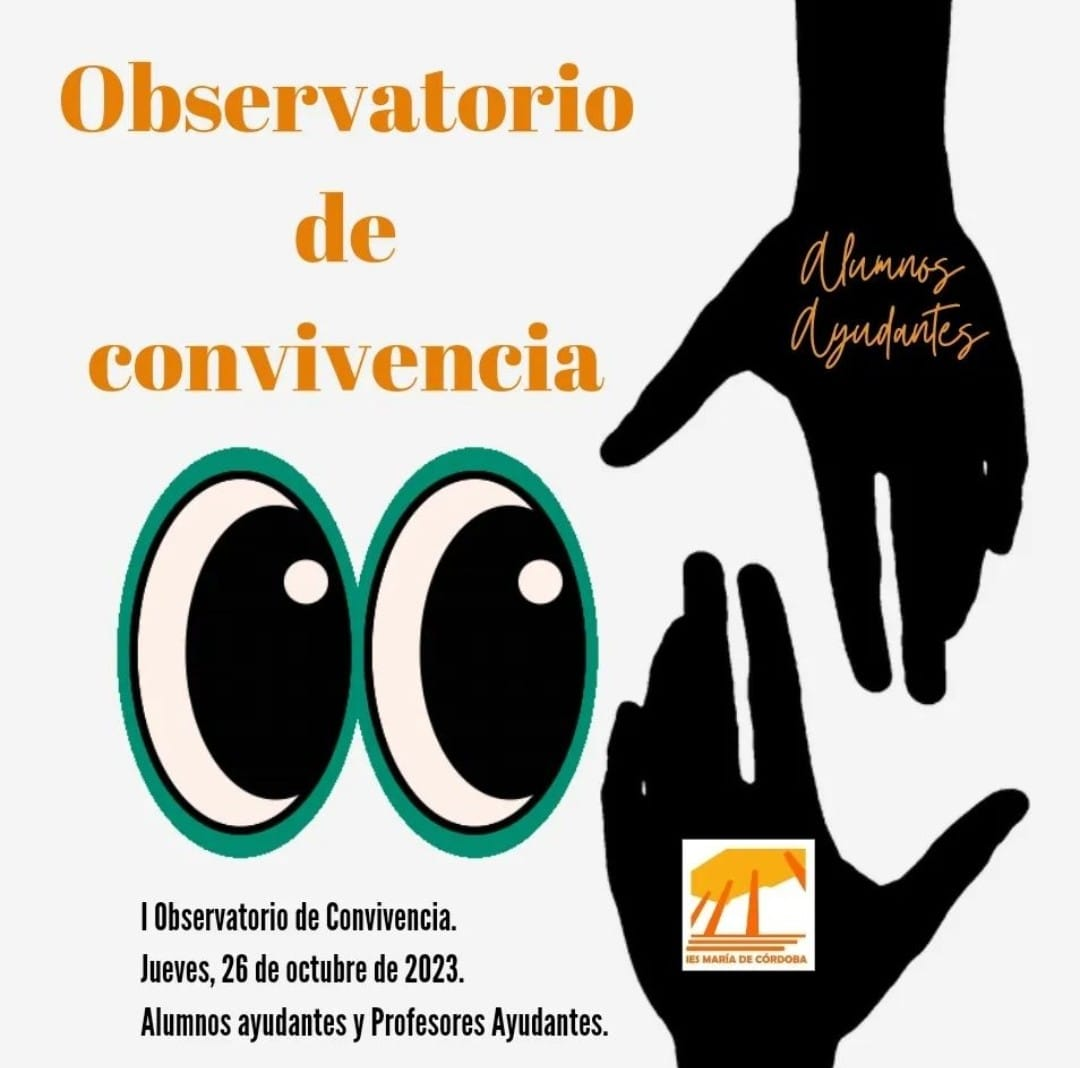 Observatorio
de
convivencia
Alumnos
Ayudantes
IES MARÍA DE CÓRDOBA
I Observatorio de Convivencia.
Jueves, 26 de octubre de 2023.
Alumnos ayudantes y Profesores Ayudantes.